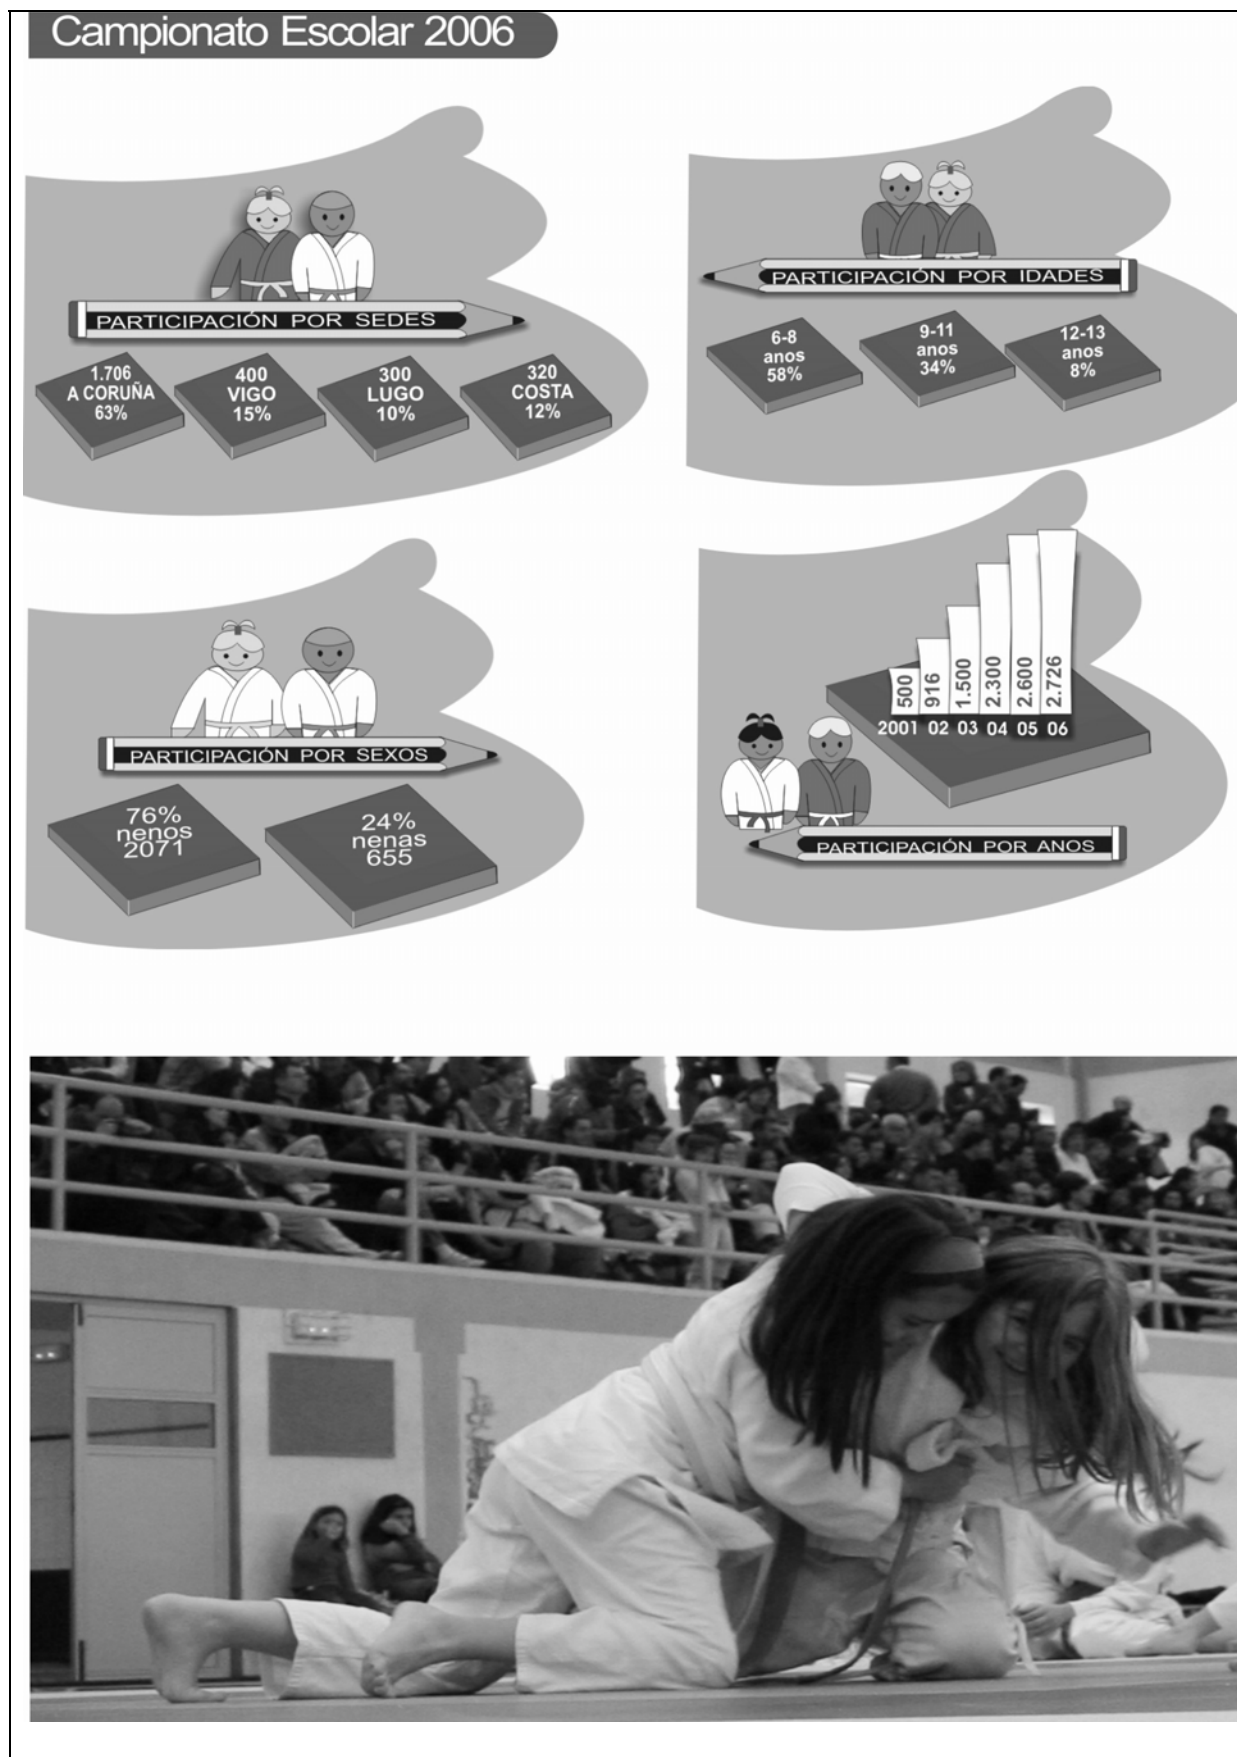 Campionato Escolar 2006
PARTICIPACIÓN POR SEDES
1.706
A CORUÑA
63%
400
VIGO
15%
300
LUGO
10%
320
COSTA
12%
PARTICIPACIÓN POR IDADES
6-8
anos
58%
9-11
anos
34%
12-13
anos
8%
PARTICIPACIÓN POR SEXOS
76%
nenos
2071
24%
nenas
655
500
916
1.500
2.300
2.600
2.726
2001 02 03 04 05 06
PARTICIPACIÓN POR ANOS